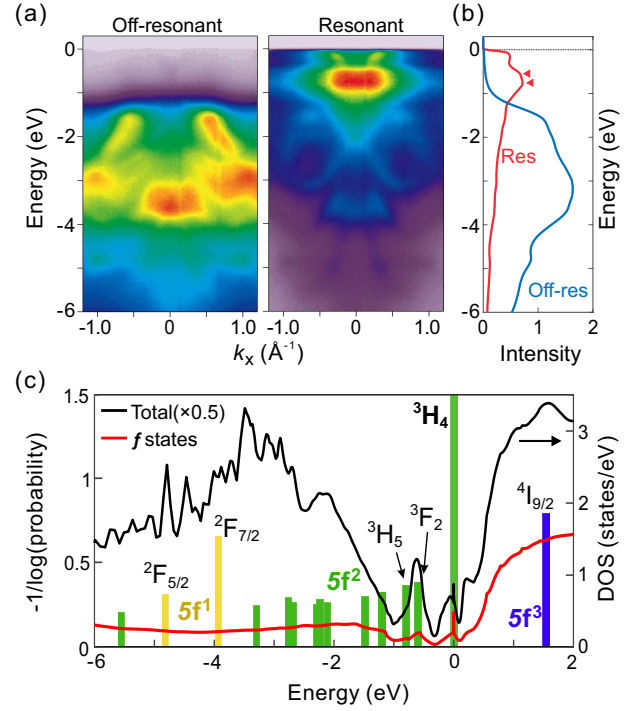 (a) Off-resonant Resonant (b)
0
-2
-4
-6
Energy (eV)
-1.0 0 1.0 -1.0 0 1.0
kₓ (Å⁻¹)
0
-2
-4
-6
Energy (eV)
Res
Off-res
0 1 2
Intensity
(c)
1.5
1
0.5
0
-1/log(probability)
Total(×0.5)
f states
³H₄
²F₇/₂
²F₅/₂
5f¹
5f²
³H₅
³F₂
⁴I₉/₂
5f³
3
2
1
0
DOS (states/eV)
-6 -4 -2 0 2
Energy (eV)